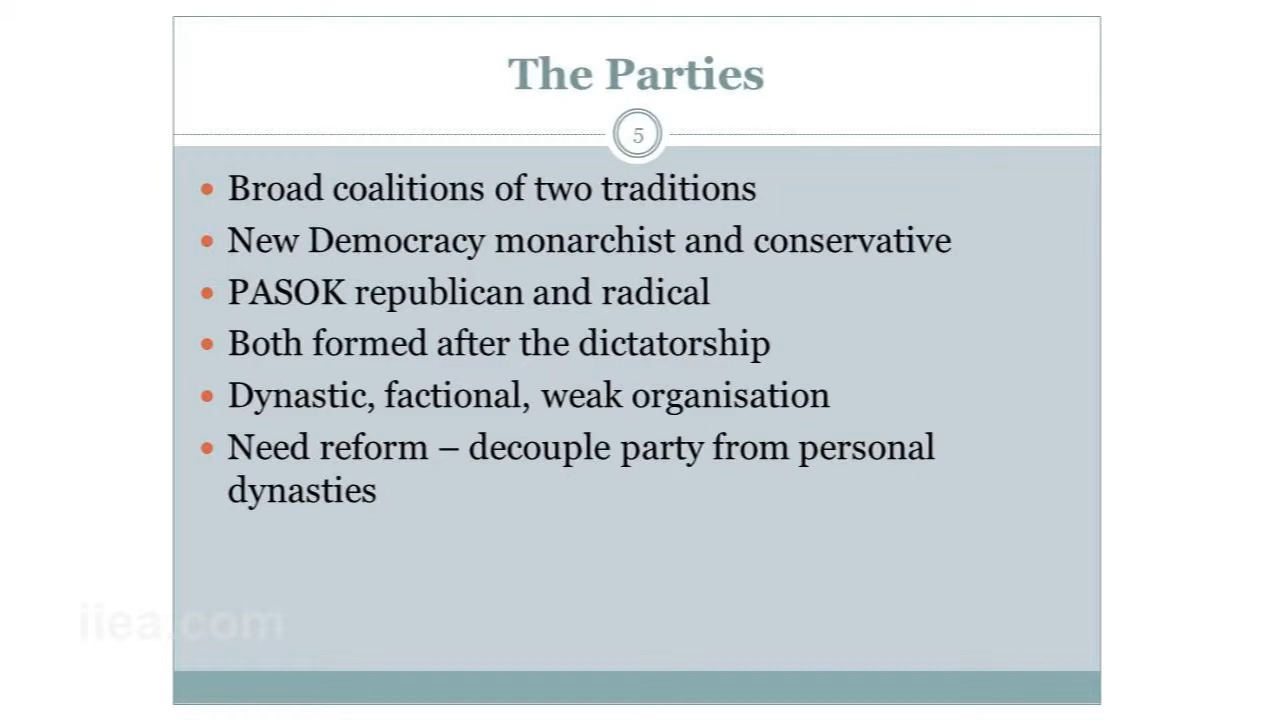 The Parties
5
Broad coalitions of two traditions
New Democracy monarchist and conservative
PASOK republican and radical
Both formed after the dictatorship
Dynastic, factional, weak organisation
Need reform – decouple party from personal
dynasties
iiea.com